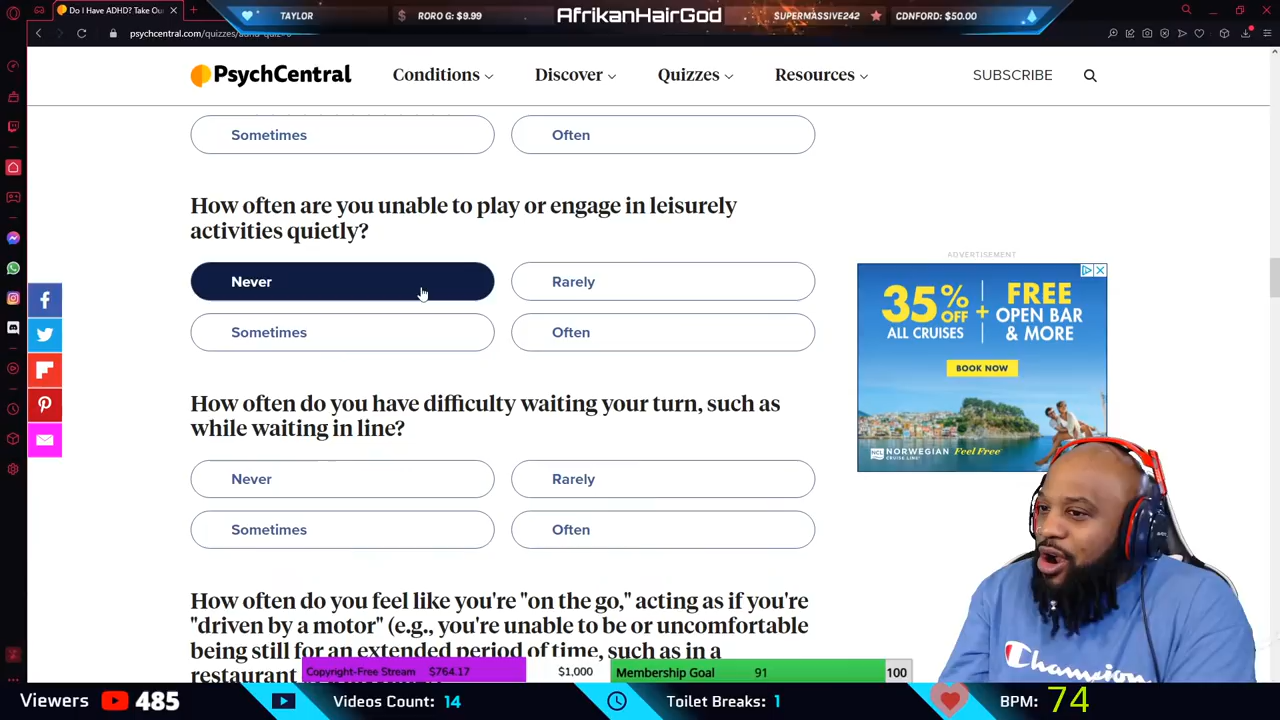 Do I Have ADHD? Take Ou
TAYLOR
RORO G: $9.99
AfrikanHairGod
SUPERMASSIVE242
CDNFORD: $50.00
PsychCentral
Conditions
Discover
Quizzes
Resources
SUBSCRIBE
Sometimes
Often
How often are you unable to play or engage in leisurely
activities quietly?
Never
Rarely
Sometimes
Often
How often do you have difficulty waiting your turn, such as
while waiting in line?
Never
Rarely
Sometimes
Often
How often do you feel like you're "on the go," acting as if you're
"driven by a motor" (e.g., you're unable to be or uncomfortable
being still for an extended period of time, such as in a
restaurant
ADVERTISEMENT
35% OFF
ALL CRUISES
+
FREE
OPEN BAR
& MORE
BOOK NOW
NCL NORWEGIAN
CRUISE LINE
Feel Free
Champion
Copyright-Free Stream $764.17 $1,000
Membership Goal 91 100
Viewers 485
Videos Count: 14
Toilet Breaks: 1
BPM: 74